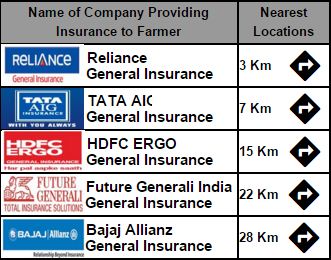 Name of Company Providing
Insurance to Farmer
Nearest
Locations
RELIANCE
General Insurance
Reliance
General Insurance
3 Km
TATA
AIG
INSURANCE
WITH YOU ALWAYS
TATA AIG
General Insurance
7 Km
HDFC
ERGO
GENERAL INSURANCE
Har pal aapke saath
HDFC ERGO
General Insurance
15 Km
FUTURE
GENERALI
TOTAL INSURANCE SOLUTIONS
Future Generali India
General Insurance
22 Km
BAJAJ | Allianz
Relationship Beyond Insurance
Bajaj Allianz
General Insurance
28 Km